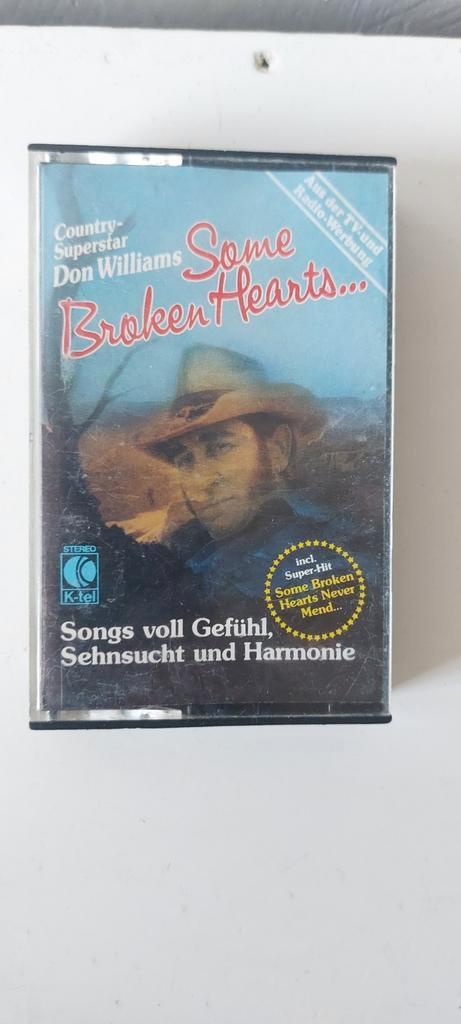 Aus der TV-und
Radio-Werbung
Country-
Superstar
Don Williams
Some
Broken Hearts...
STEREO
K-tel
incl.
Super-Hit
Some Broken
Hearts Never
Mend...
Songs voll Gefühl,
Sehnsucht und Harmonie